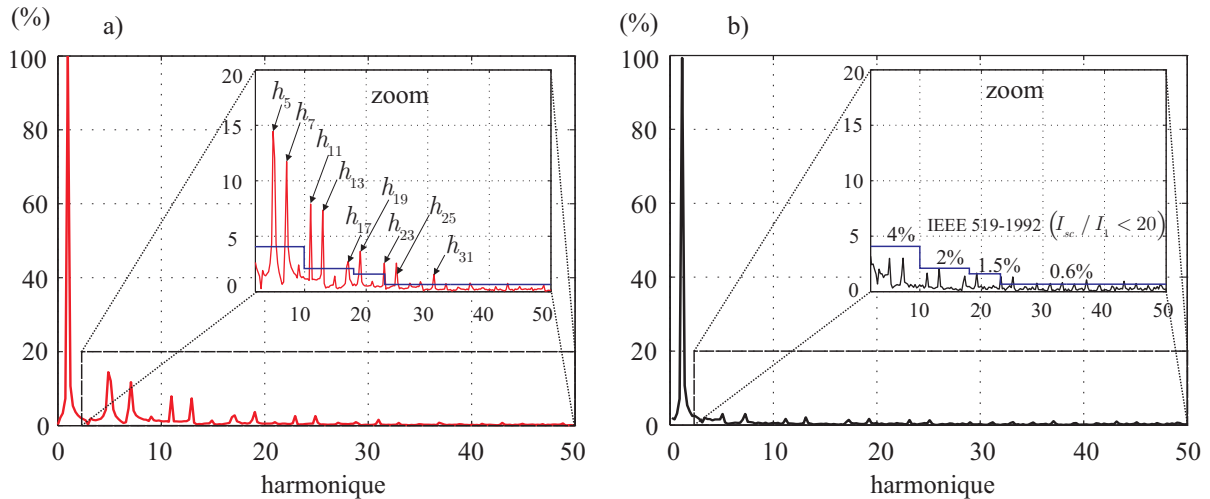 (%)
a)
100
80
60
40
20
0
0 10 20 30 40 50
harmonique
20
15
10
5
0
10 20 30 40 50
zoom
h5
h7
h11
h13
h17
h19
h23
h25
h31
(%)
b)
100
80
60
40
20
0
0 10 20 30 40 50
harmonique
20
15
10
5
0
10 20 30 40 50
zoom
IEEE 519-1992 (Isc / I1 < 20)
4%
2%
1.5%
0.6%